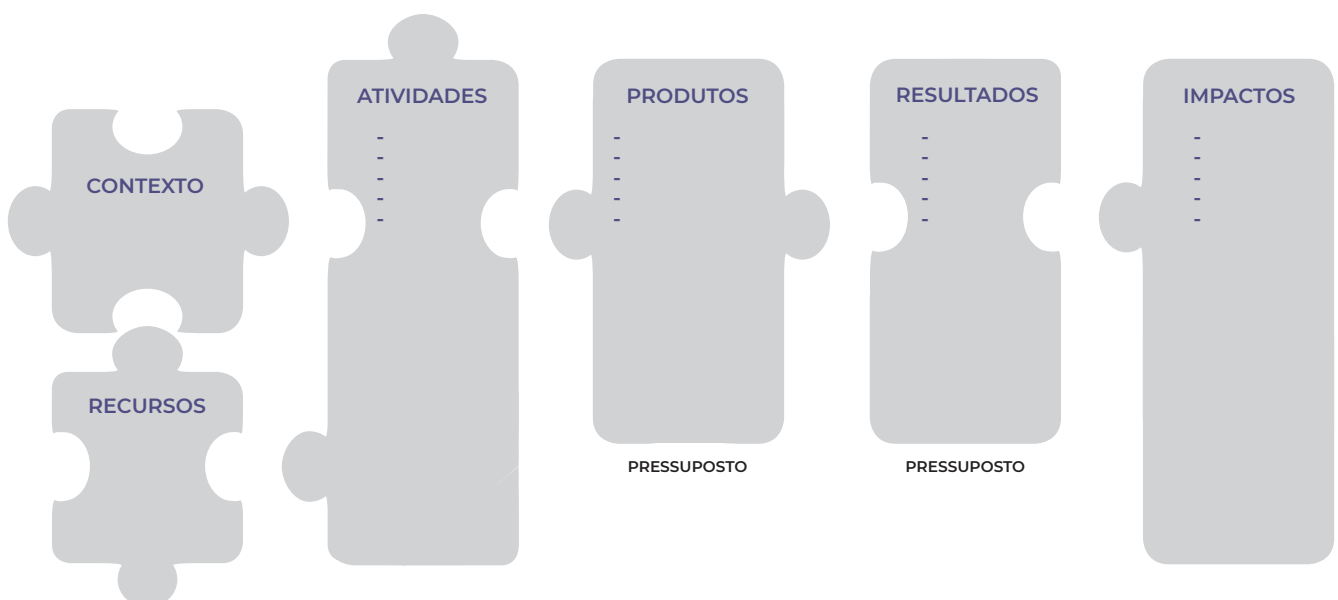 CONTEXTO
RECURSOS
ATIVIDADES
-
-
-
-
-
PRODUTOS
-
-
-
-
-
PRESSUPOSTO
RESULTADOS
-
-
-
-
-
PRESSUPOSTO
IMPACTOS
-
-
-
-
-